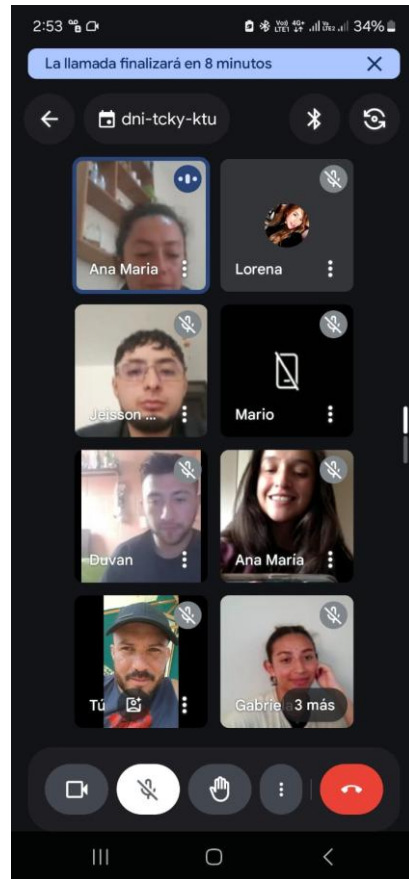 2:53 34%
La llamada finalizará en 8 minutos
dni-tcky-ktu
Ana Maria Lorena
Jeisson ... Mario
Duvan Ana Maria
Tú Gabriela 3 más